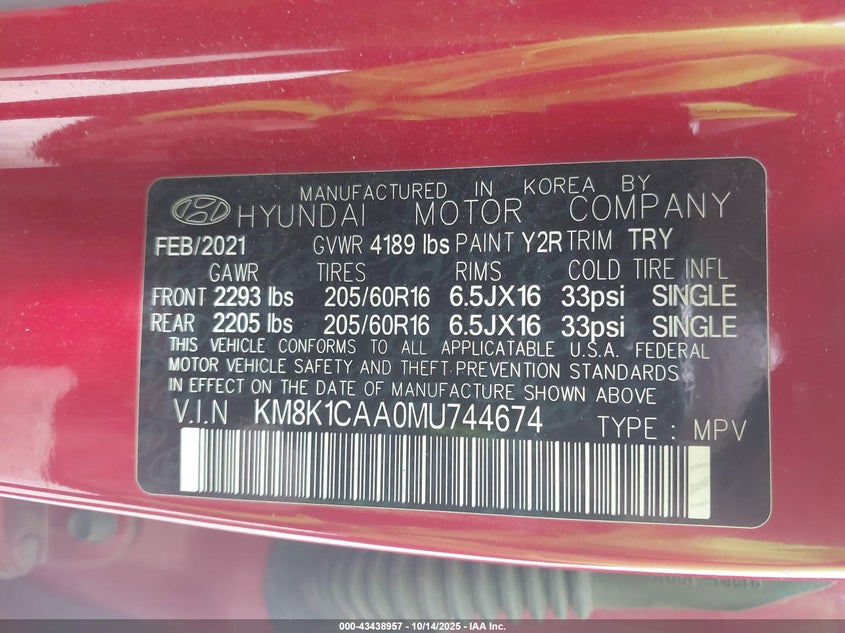 MANUFACTURED IN KOREA BY
HYUNDAI MOTOR COMPANY
FEB/2021 GVWR 4189 lbs PAINT Y2R TRIM TRY
GAWR TIRES RIMS COLD TIRE INFL
FRONT 2293 lbs 205/60R16 6.5JX16 33psi SINGLE
REAR 2205 lbs 205/60R16 6.5JX16 33psi SINGLE
THIS VEHICLE CONFORMS TO ALL APPLICATABLE U.S.A. FEDERAL
MOTOR VEHICLE SAFETY AND THEFT PREVENTION STANDARDS
IN EFFECT ON THE DATE OF MANUFACTURE SHOWN ABOVE
V.I.N KM8K1CAA0MU744674 TYPE : MPV
000-43438957 - 10/14/2025 - IAA Inc.